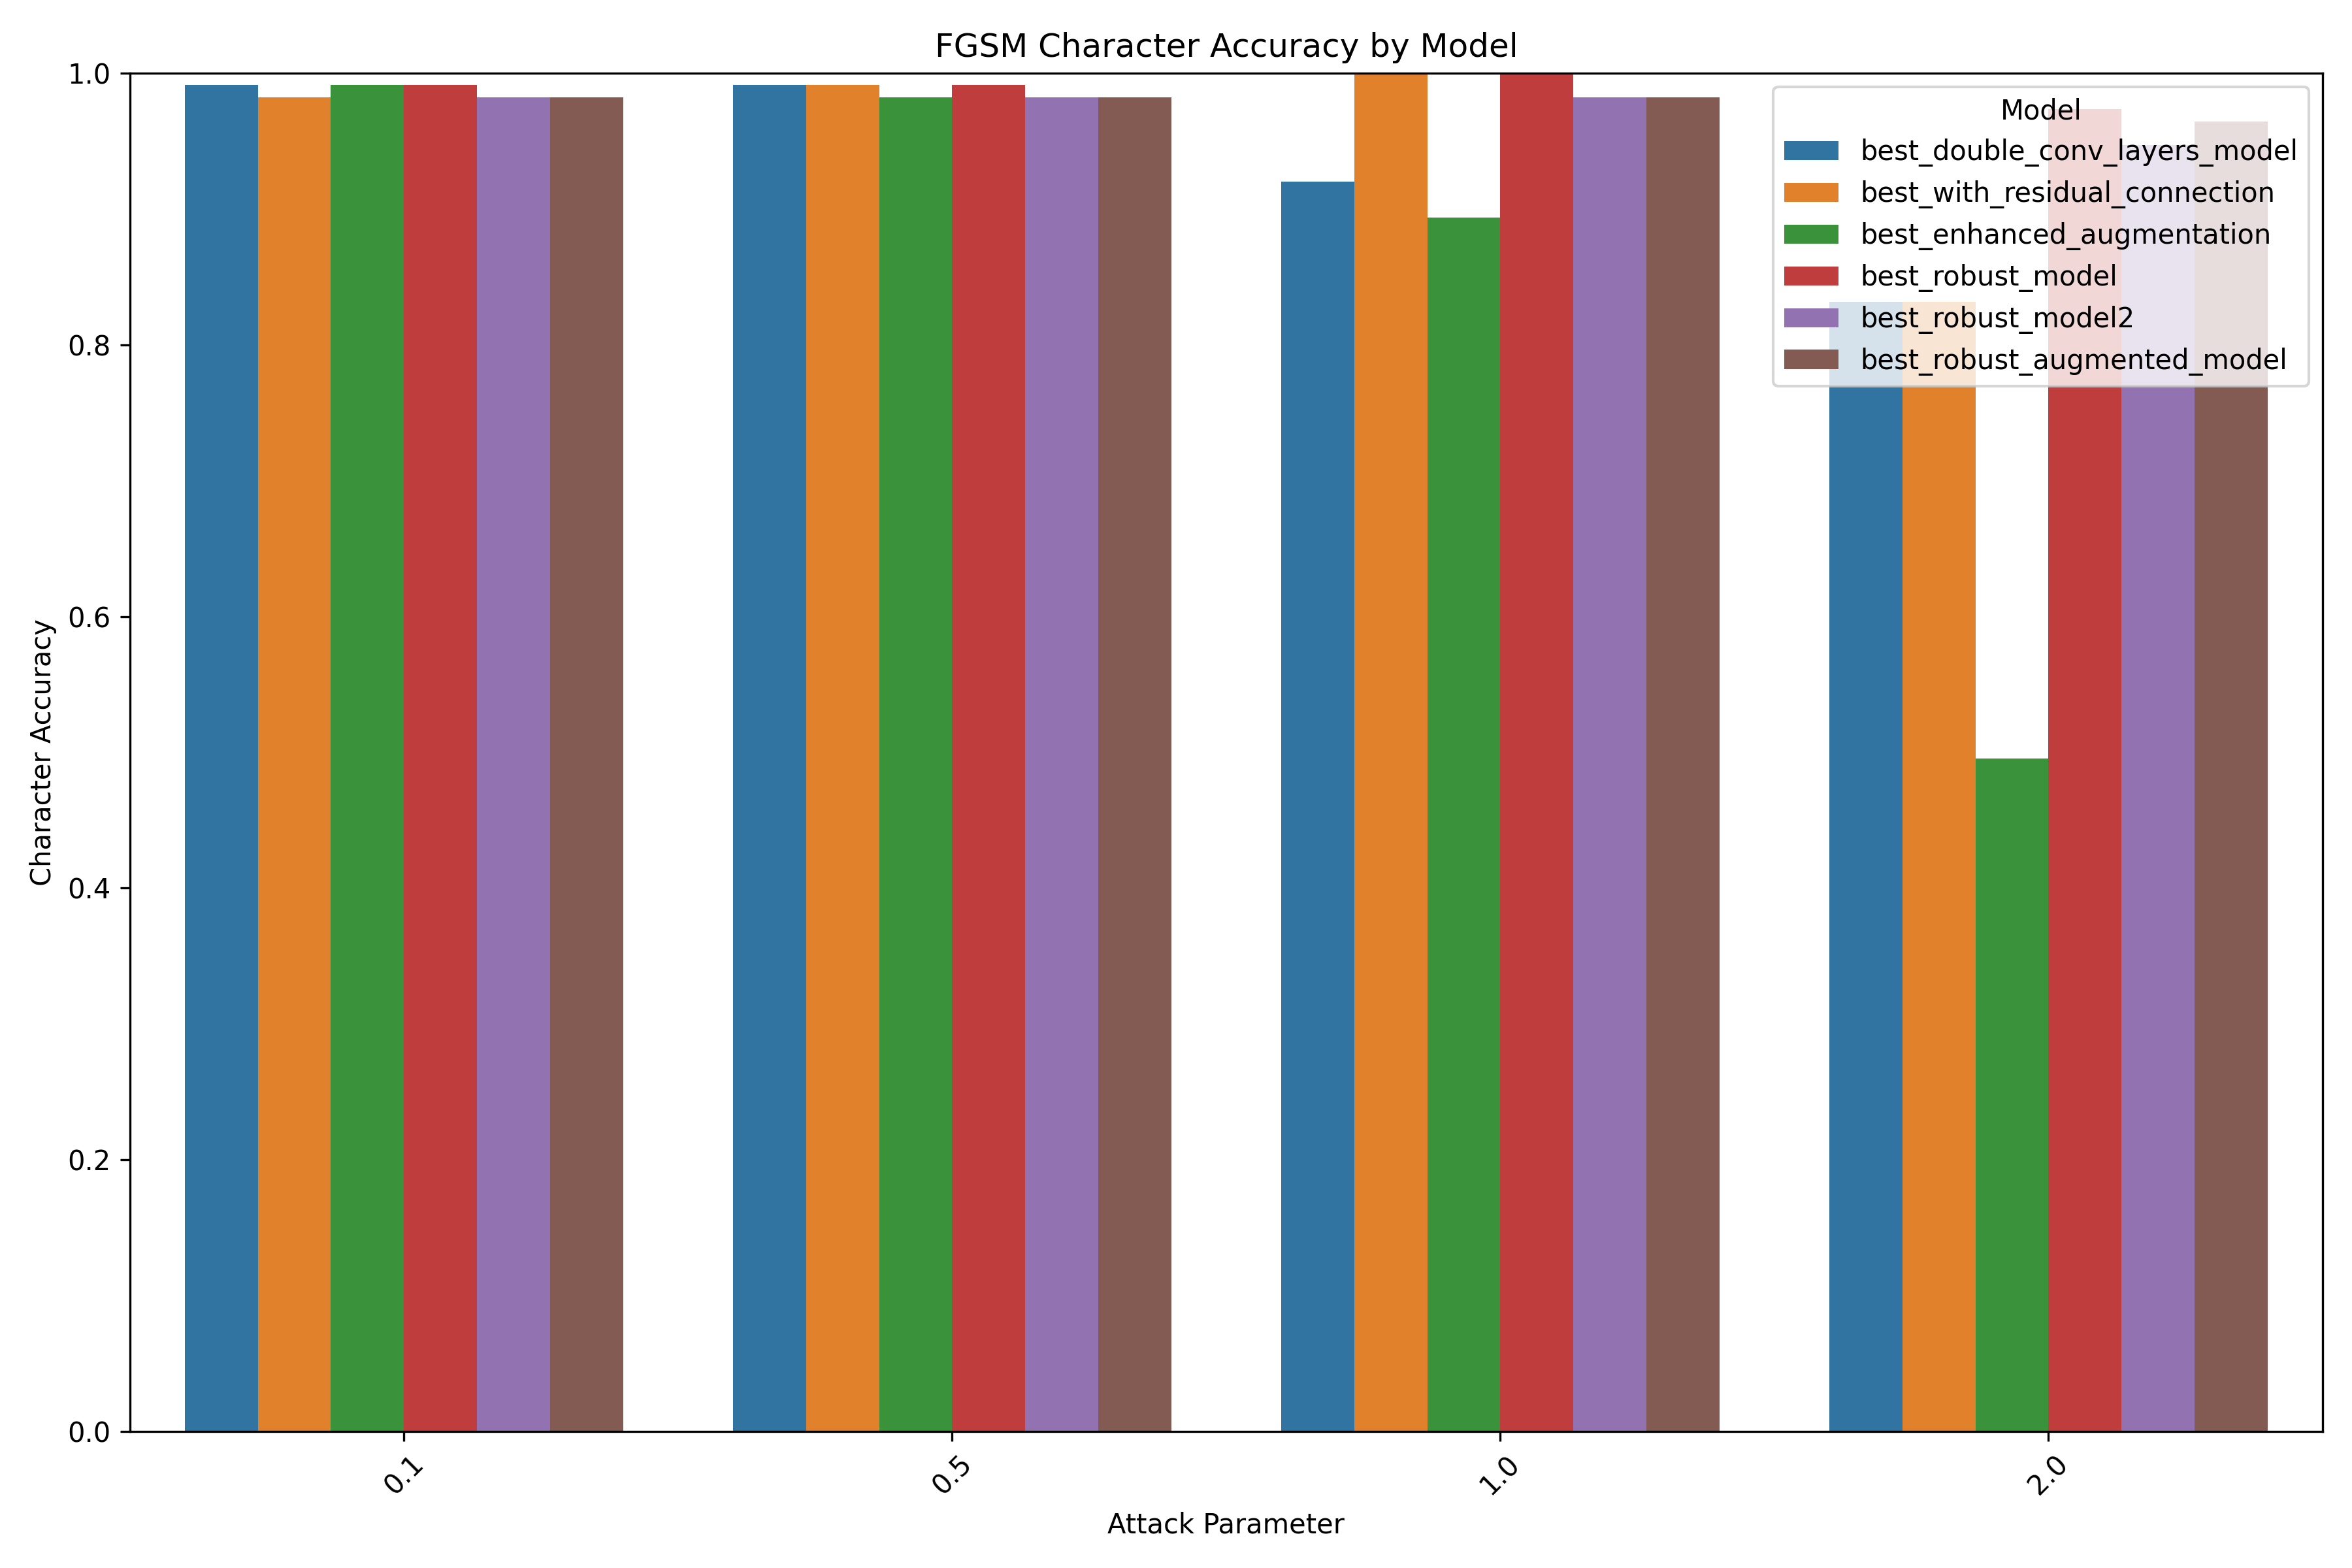 FGSM Character Accuracy by Model
Character Accuracy
1.0
0.8
0.6
0.4
0.2
0.0
Model
best_double_conv_layers_model
best_with_residual_connection
best_enhanced_augmentation
best_robust_model
best_robust_model2
best_robust_augmented_model
0.1
0.5
1.0
2.0
Attack Parameter